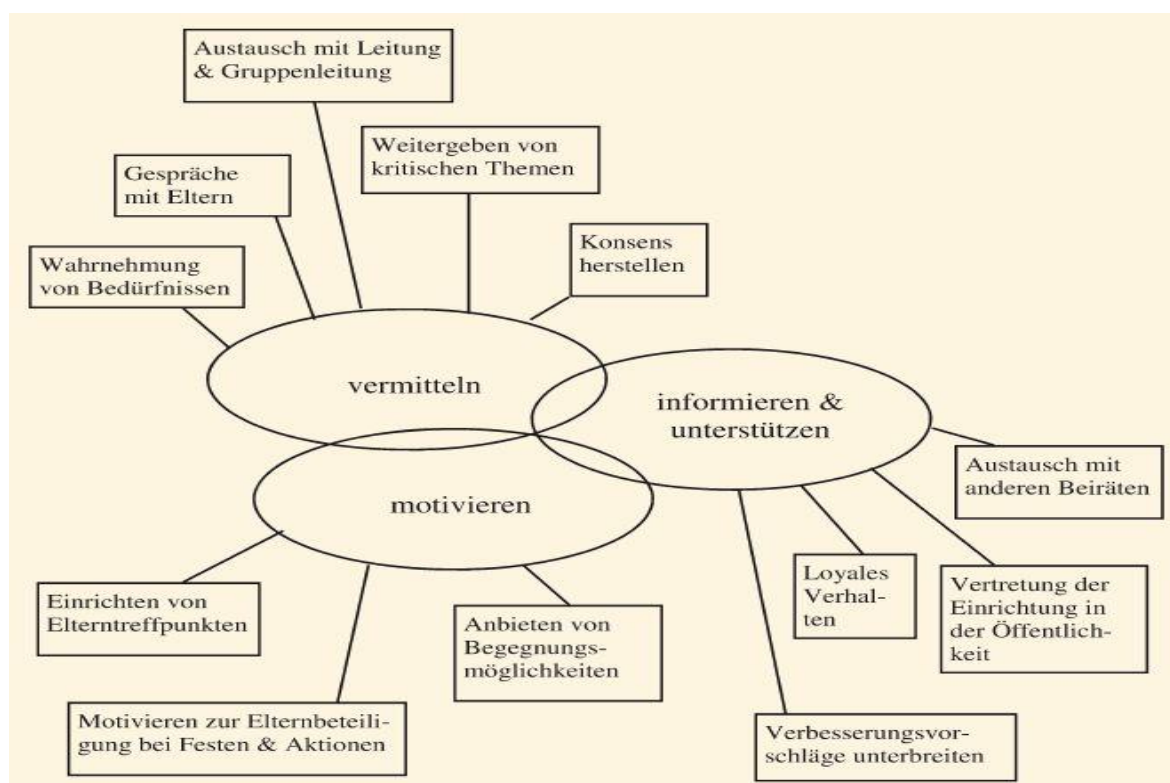 Austausch mit Leitung
& Gruppenleitung
Weitergeben von
kritischen Themen
Gespräche
mit Eltern
Konsens
herstellen
Wahrnehmung
von Bedürfnissen
vermitteln
informieren &
unterstützen
motivieren
Austausch mit
anderen Beiräten
Einrichten von
Elterntreffpunkten
Anbieten von
Begegnungs-
möglichkeiten
Loyales
Verhal-
ten
Vertretung der
Einrichtung in
der Öffentlich-
keit
Motivieren zur Elternbeteili-
gung bei Festen & Aktionen
Verbesserungsvor-
schläge unterbreiten